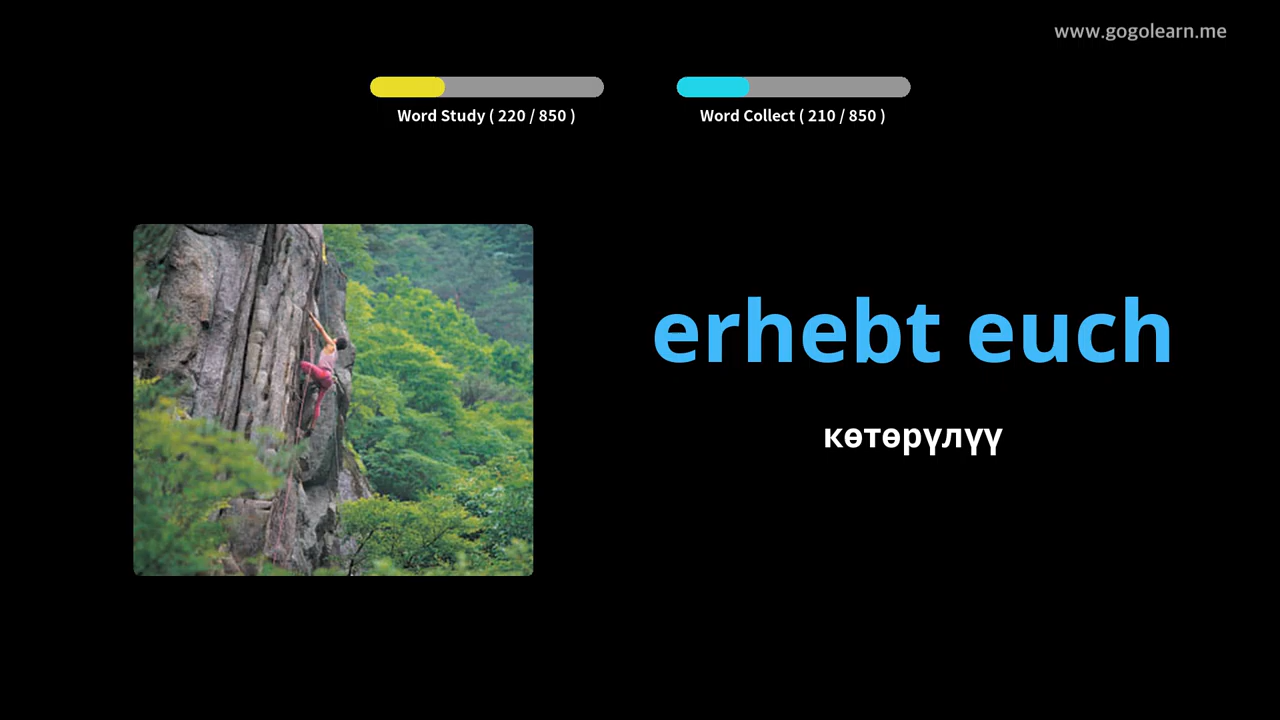 www.gogolearn.me
Word Study ( 220 / 850 )
Word Collect ( 210 / 850 )
erhebt euch
көтөрүлүү